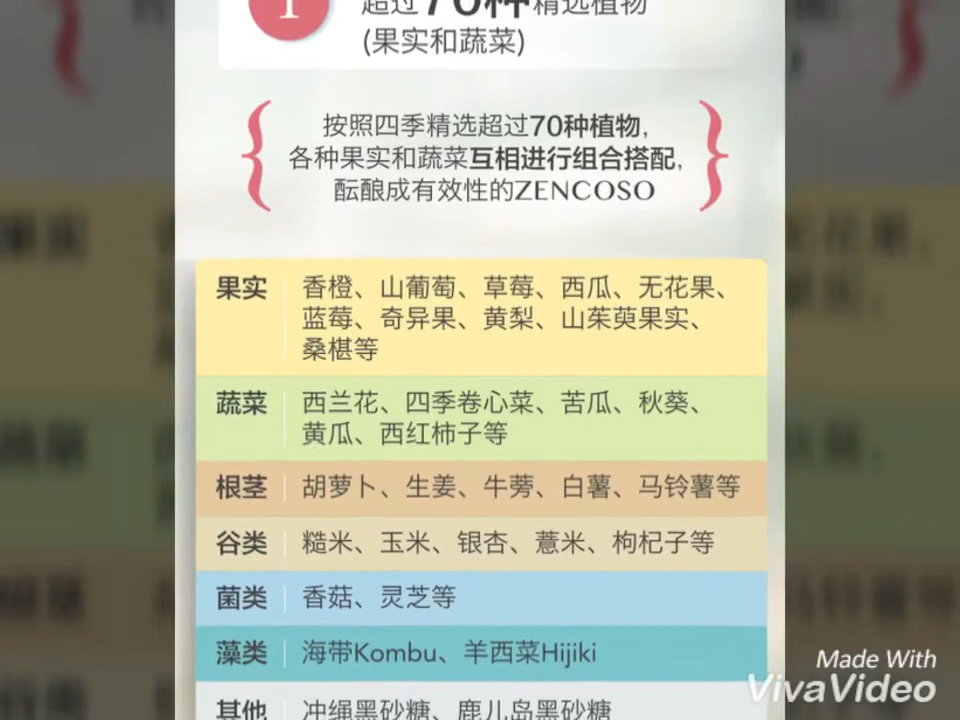 1
超过70种精选植物
(果实和蔬菜)
按照四季精选超过70种植物,
各种果实和蔬菜互相进行组合搭配,
酝酿成有效性的ZENCOSO
果实 香橙、山葡萄、草莓、西瓜、无花果、
蓝莓、奇异果、黄梨、山茱萸果实、
桑椹等
蔬菜 西兰花、四季卷心菜、苦瓜、秋葵、
黄瓜、西红柿子等
根茎 胡萝卜、生姜、牛蒡、白薯、马铃薯等
谷类 糙米、玉米、银杏、薏米、枸杞子等
菌类 香菇、灵芝等
藻类 海带Kombu、羊西菜Hijiki
其他 冲绳黑砂糖、鹿儿岛黑砂糖
Made With
VivaVideo